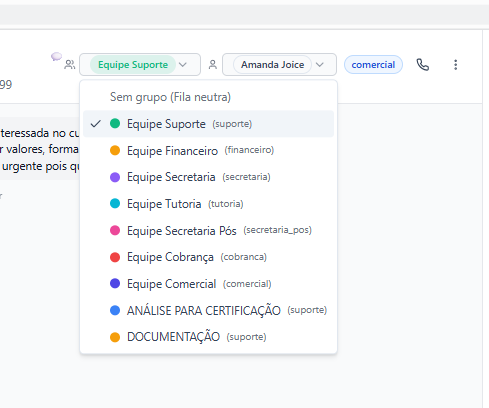 Equipe Suporte Amanda Joice comercial
99
Sem grupo (Fila neutra)
Equipe Suporte (suporte)
teressada no cu
Equipe Financeiro (financeiro)
r valores, forma
urgente pois qu
Equipe Secretaria (secretaria)
Equipe Tutoria (tutoria)
Equipe Secretaria Pós (secretaria_pos)
Equipe Cobrança (cobranca)
Equipe Comercial (comercial)
ANÁLISE PARA CERTIFICAÇÃO (suporte)
DOCUMENTAÇÃO (suporte)